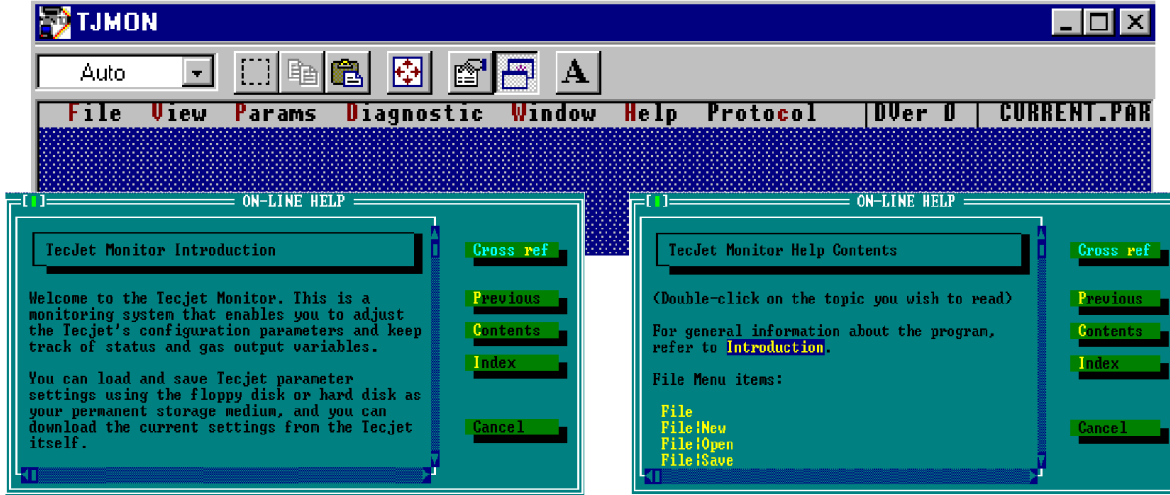 TJMON
Auto
A
File View Params Diagnostic Window Help Protocol DVer 0 CURRENT.PAR
ON-LINE HELP
TecJet Monitor Introduction
Welcome to the Tecjet Monitor. This is a
monitoring system that enables you to adjust
the Tecjet's configuration parameters and keep
track of status and gas output variables.
You can load and save Tecjet parameter
settings using the floppy disk or hard disk as
your permanent storage medium, and you can
download the current settings from the Tecjet
itself.
Cross ref
Previous
Contents
Index
Cancel
ON-LINE HELP
TecJet Monitor Help Contents
(Double-click on the topic you wish to read)
For general information about the program,
refer to Introduction.
File Menu items:
File
File|New
File|Open
File|Save
Cross ref
Previous
Contents
Index
Cancel